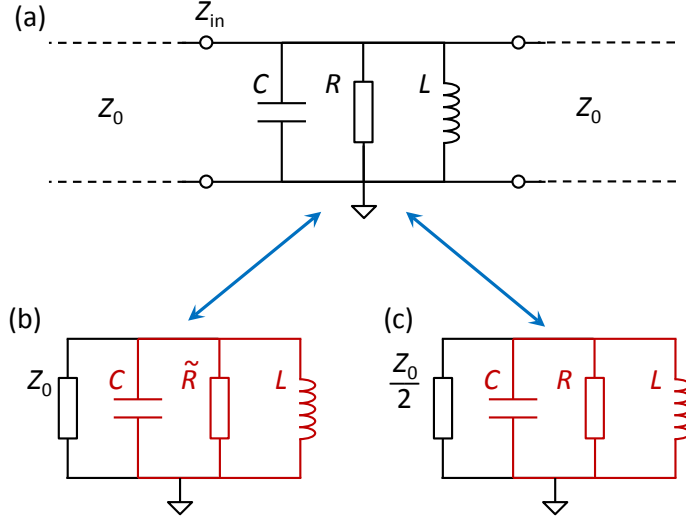 (a)
Z_in
C R L
Z_0 Z_0
(b) (c)
Z_0 C R̃ L
Z_0/2 C R L